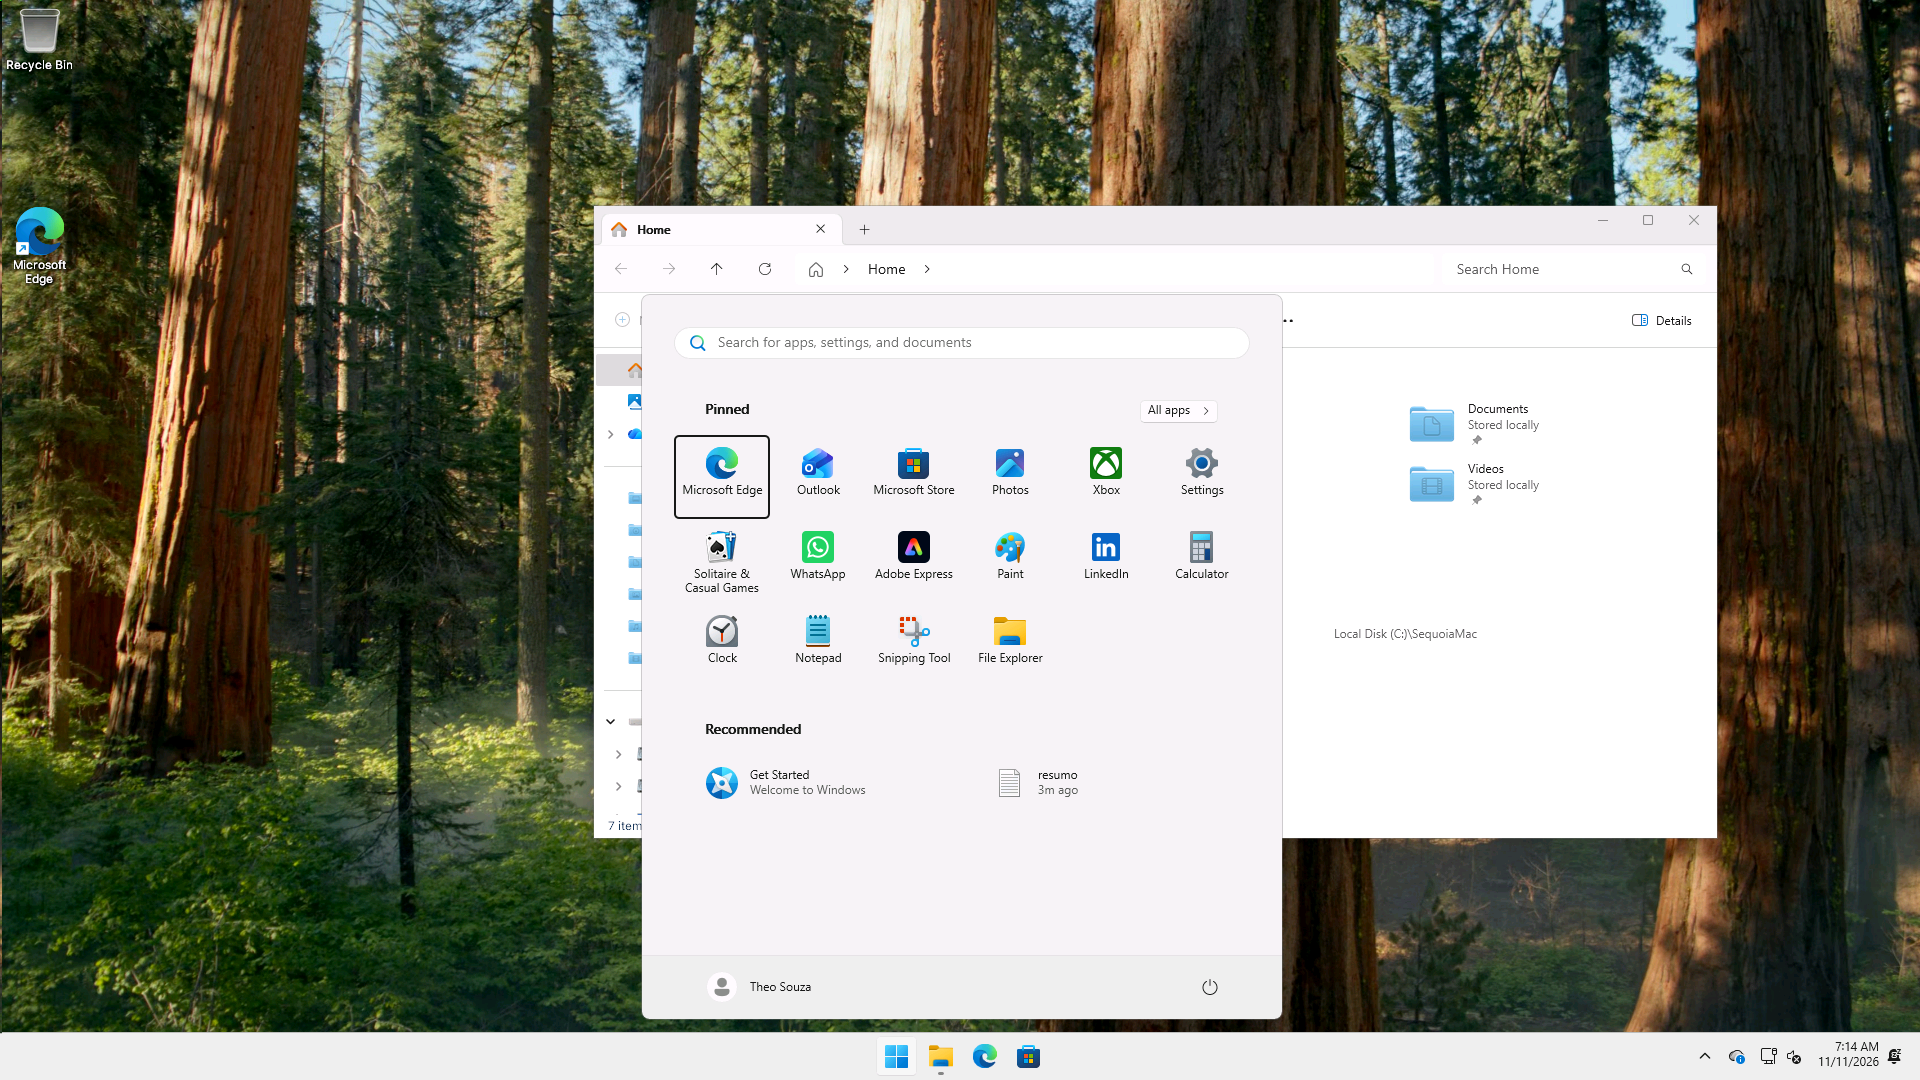 Recycle Bin
Microsoft
Edge
Home
Home
Search Home
Details
Search for apps, settings, and documents
Pinned
All apps
Microsoft Edge
Outlook
Microsoft Store
Photos
Xbox
Settings
Solitaire &
Casual Games
WhatsApp
Adobe Express
Paint
LinkedIn
Calculator
Clock
Notepad
Snipping Tool
File Explorer
Recommended
Get Started
Welcome to Windows
resumo
3m ago
Theo Souza
Documents
Stored locally
Videos
Stored locally
Local Disk (C:)\SequoiaMac
7 item
7:14 AM
11/11/2026